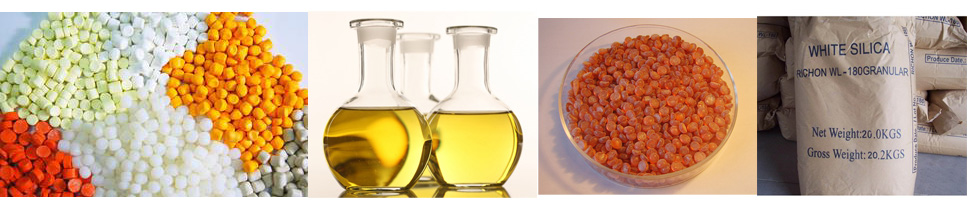 WHITE SILICA
RICHON WL-180GRANULAR
Net Weight:20.0KGS
Gross Weight:20.2KGS
Produce Date: